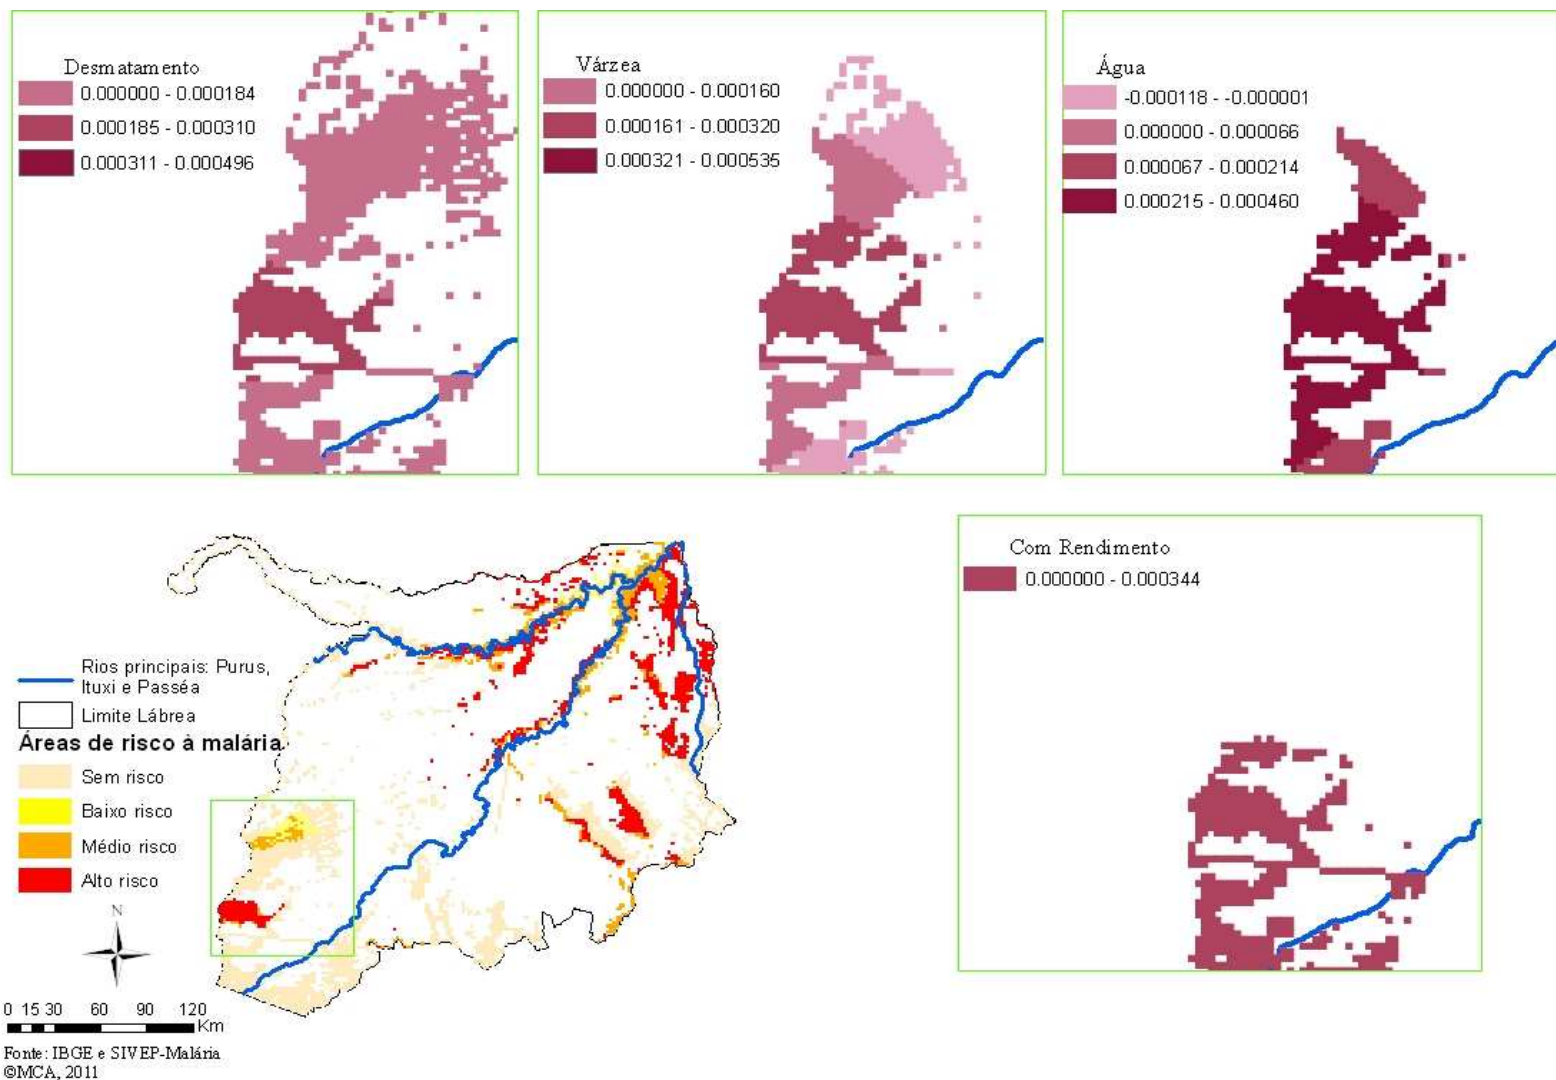 Desmatamento
0.000000 - 0.000184
0.000185 - 0.000310
0.000311 - 0.000496
Várzea
0.000000 - 0.000160
0.000161 - 0.000320
0.000321 - 0.000535
Água
-0.000118 - -0.000001
0.000000 - 0.000066
0.000067 - 0.000214
0.000215 - 0.000460
Com Rendimento
0.000000 - 0.000344
Rios principais: Purus,
Ituxi e Passéa
Limite Lábrea
Áreas de risco à malária
Sem risco
Baixo risco
Médio risco
Alto risco
N
0 15 30 60 90 120
Km
Fonte: IBGE e SIVEP-Malária
©MCA, 2011